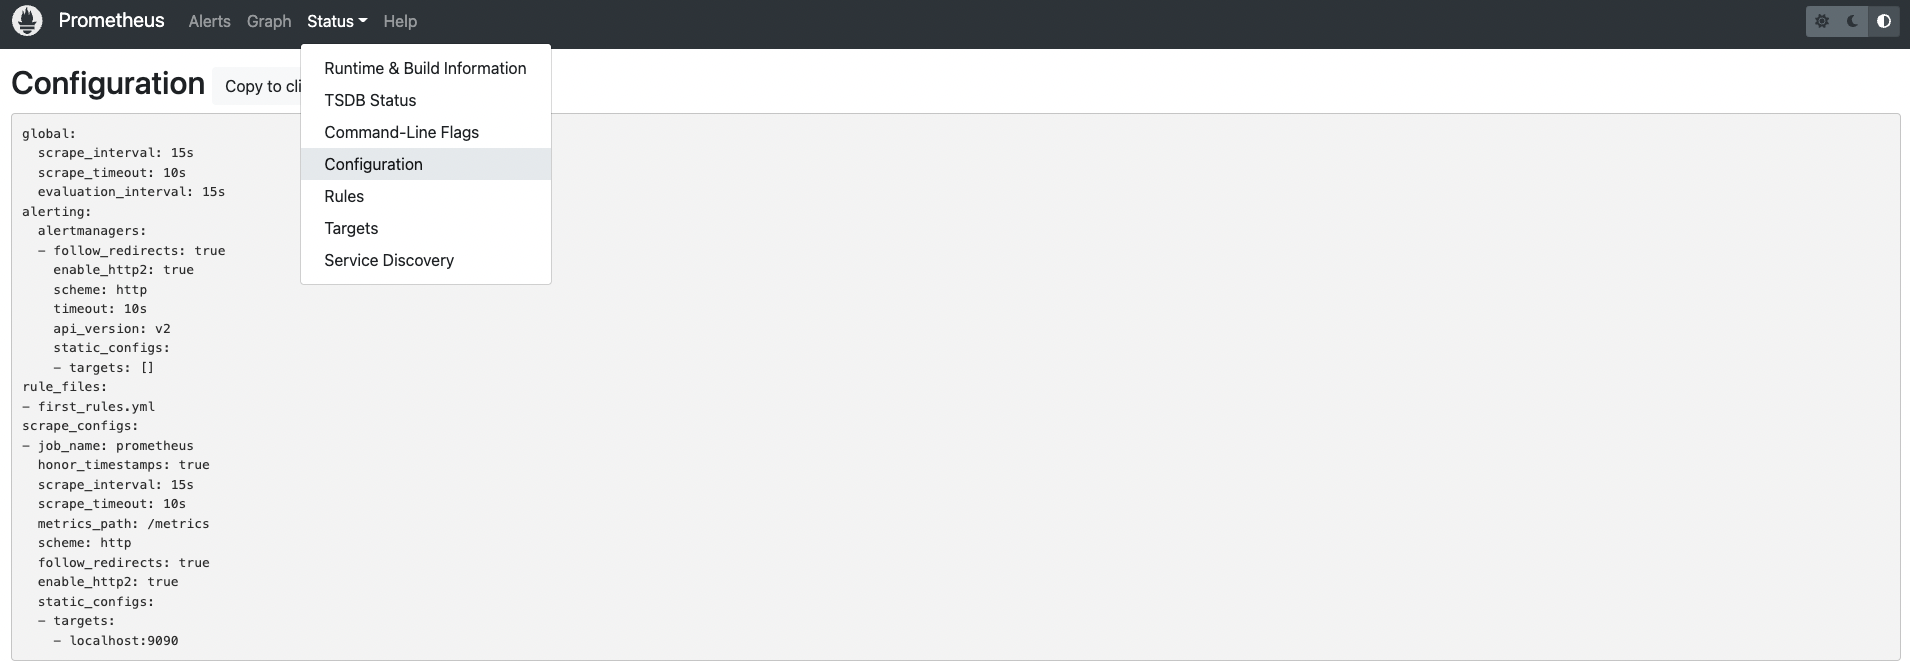 Prometheus Alerts Graph Status Help
Runtime & Build Information
TSDB Status
Command-Line Flags
Configuration
Rules
Targets
Service Discovery
Configuration Copy to cli
global:
  scrape_interval: 15s
  scrape_timeout: 10s
  evaluation_interval: 15s
alerting:
  alertmanagers:
  - follow_redirects: true
    enable_http2: true
    scheme: http
    timeout: 10s
    api_version: v2
    static_configs:
    - targets: []
rule_files:
- first_rules.yml
scrape_configs:
- job_name: prometheus
  honor_timestamps: true
  scrape_interval: 15s
  scrape_timeout: 10s
  metrics_path: /metrics
  scheme: http
  follow_redirects: true
  enable_http2: true
  static_configs:
  - targets:
    - localhost:9090